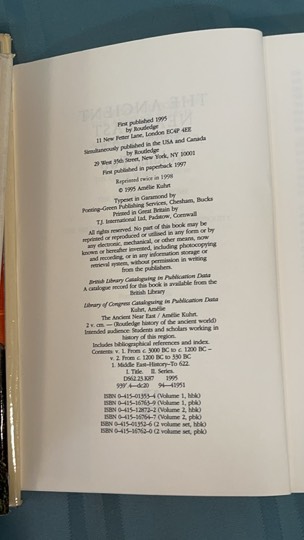 First published 1995
by Routledge
11 New Fetter Lane, London EC4P 4EE
Simultaneously published in the USA and Canada
by Routledge
29 West 35th Street, New York, NY 10001
First published in paperback 1997
Reprinted twice in 1998
© 1995 Amélie Kuhrt
Typeset in Garamond by
Ponting–Green Publishing Services, Chesham, Bucks
Printed in Great Britain by
T.J. International Ltd, Padstow, Cornwall
All rights reserved. No part of this book may be
reprinted or reproduced or utilised in any form or by
any electronic, mechanical, or other means, now
known or hereafter invented, including photocopying
and recording, or in any information storage or
retrieval system, without permission in writing
from the publishers.
British Library Cataloguing in Publication Data
A catalogue record for this book is available from the
British Library
Library of Congress Cataloguing in Publication Data
Kuhrt, Amélie
The Ancient Near East / Amélie Kuhrt.
2 v. cm. – (Routledge history of the ancient world)
Intended audience: Students and scholars working in
history of this region.
Includes bibliographical references and index.
Contents: v. 1. From c. 3000 BC to c. 1200 BC –
v. 2. From c. 1200 BC to 330 BC
1. Middle East–History–To 622.
I. Title. II. Series.
DS62.23.K87 1995
939'.4–dc20 94–41951
ISBN 0–415–01353–4 (Volume 1, hbk)
ISBN 0–415–16763–9 (Volume 1, pbk)
ISBN 0–415–12872–2 (Volume 2, hbk)
ISBN 0–415–16764–7 (Volume 2, pbk)
ISBN 0–415–01352–6 (2 volume set, hbk)
ISBN 0–415–16762–0 (2 volume set, pbk)